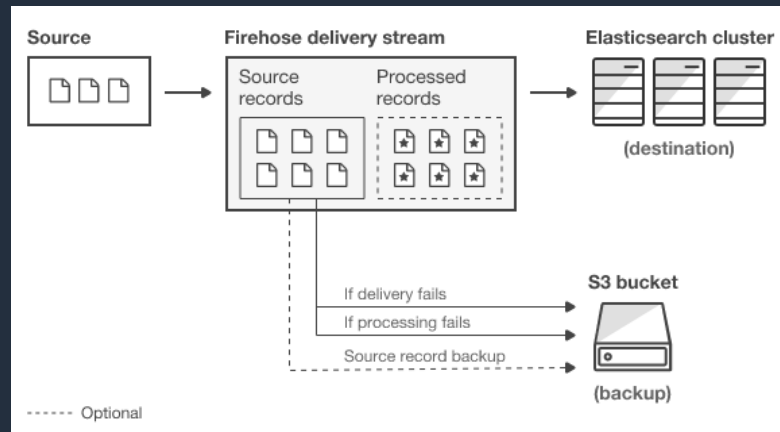 Source
Firehose delivery stream
Elasticsearch cluster
Source
records
Processed
records
(destination)
If delivery fails
If processing fails
Source record backup
S3 bucket
(backup)
Optional